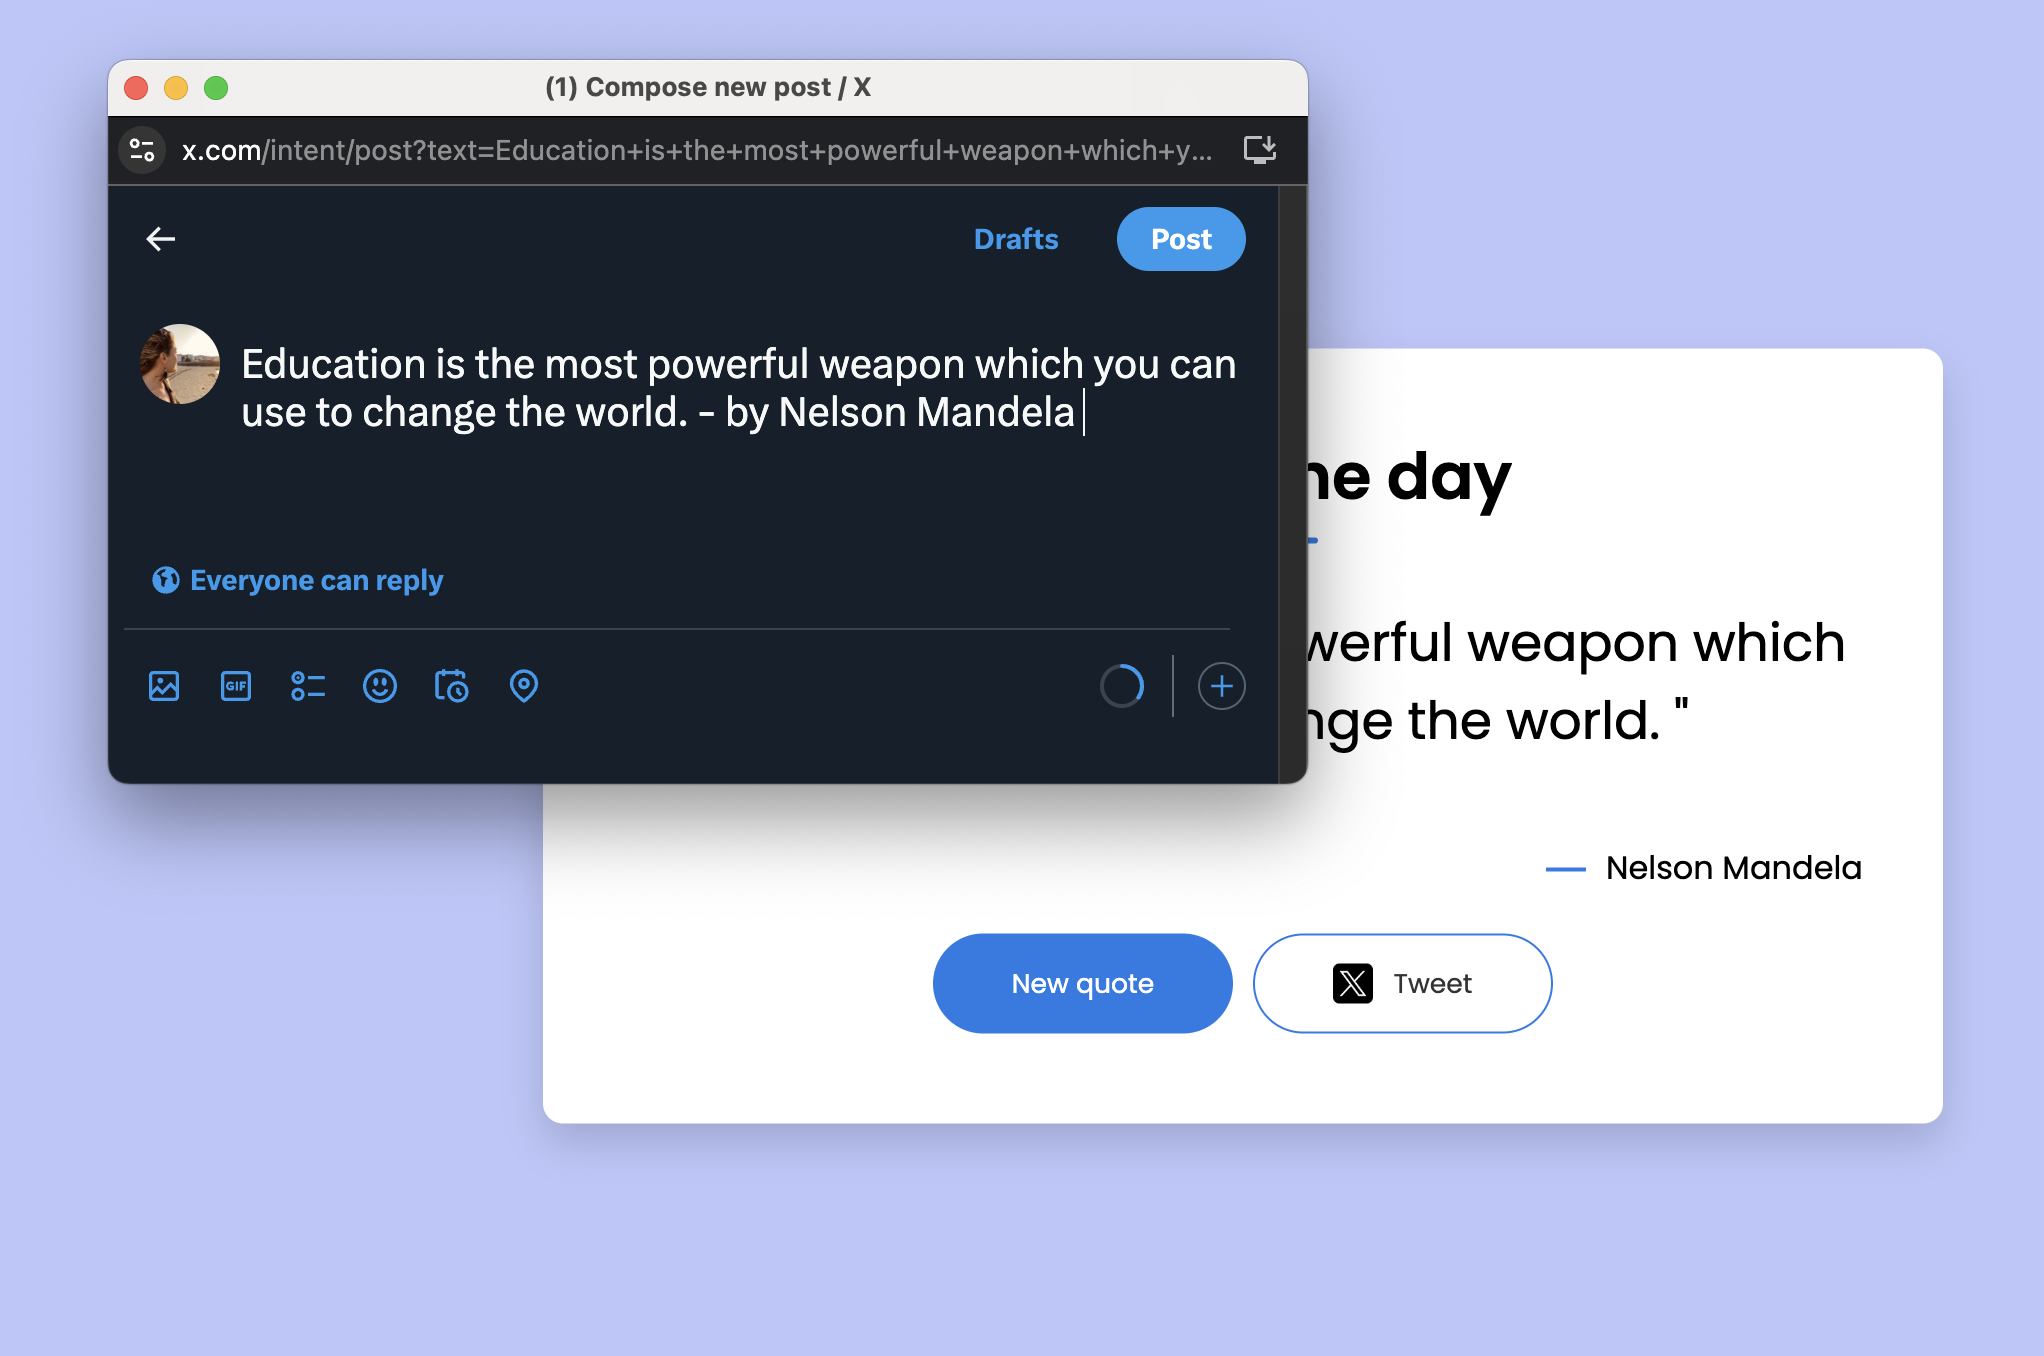 (1) Compose new post / X
x.com/intent/post?text=Education+is+the+most+powerful+weapon+which+y...
Drafts
Post
Education is the most powerful weapon which you can
use to change the world. - by Nelson Mandela
Everyone can reply
GIF
he day
werful weapon which
nge the world. "
Nelson Mandela
New quote
Tweet